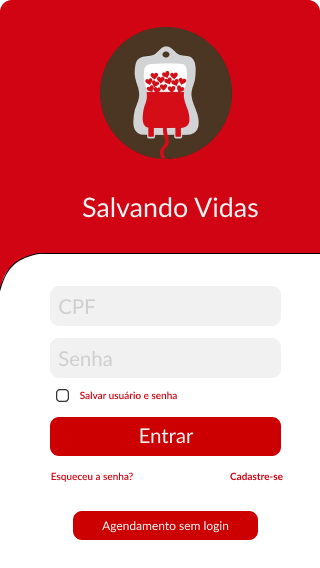 Salvando Vidas
CPF
Senha
Salvar usuário e senha
Entrar
Esqueceu a senha?
Cadastre-se
Agendamento sem login